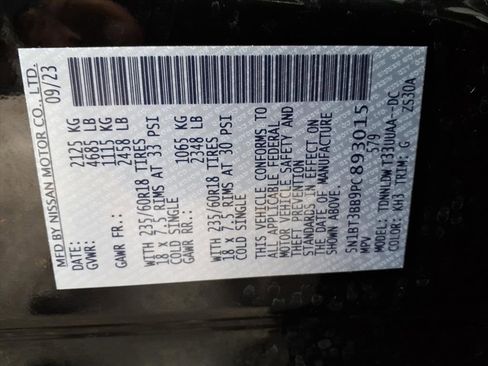 MFD BY NISSAN MOTOR CO., LTD.
DATE: 09/23
GVWR: 2125 KG
4685 LB
GAWR FR.: 1115 KG
2458 LB
WITH 235/60R18 TIRES
18 x 7.5 RIMS AT 33 PSI
COLD SINGLE
GAWR RR.: 1065 KG
2348 LB
WITH 235/60R18 TIRES
18 x 7.5 RIMS AT 30 PSI
COLD SINGLE
THIS VEHICLE CONFORMS TO
ALL APPLICABLE FEDERAL
MOTOR VEHICLE SAFETY AND
THEFT PREVENTION
STANDARDS IN EFFECT ON
THE DATE OF MANUFACTURE
SHOWN ABOVE.
5N1BT3BB9PC893015
MPV 579
MODEL: TDNNLDWT33UUAA--DC
COLOR: KH3 TRIM: G ZS30A